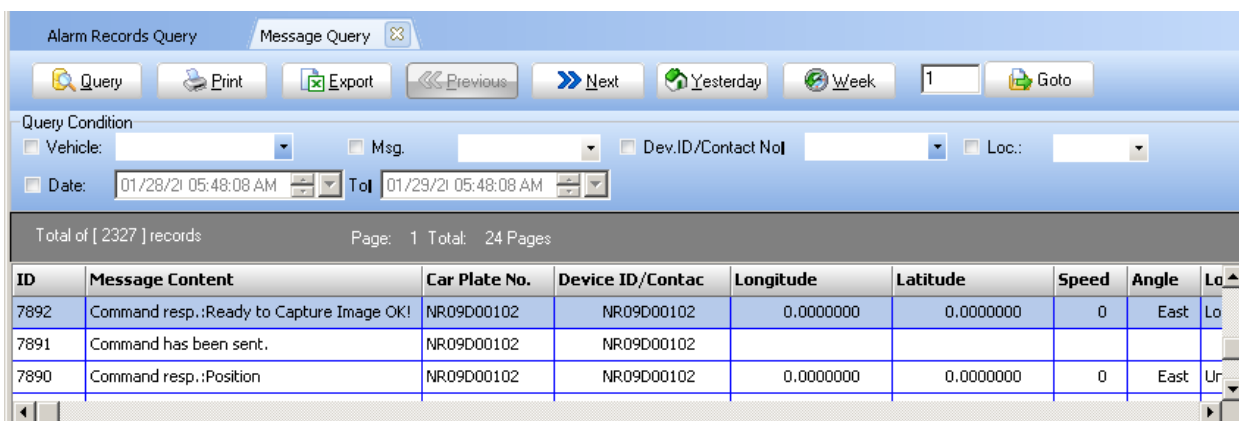 Alarm Records Query Message Query
Query Print Export Previous Next Yesterday Week 1 Goto
Query Condition
Vehicle: Msg. Dev.ID/Contact No Loc.:
Date: 01/28/2 05:48:08 AM To 01/29/2 05:48:08 AM
Total of [ 2327 ] records Page: 1 Total: 24 Pages
ID Message Content Car Plate No. Device ID/Contac Longitude Latitude Speed Angle Lo
7892 Command resp.:Ready to Capture Image OK! NR09D00102 NR09D00102 0.0000000 0.0000000 0 East Lo
7891 Command has been sent. NR09D00102 NR09D00102
7890 Command resp.:Position NR09D00102 NR09D00102 0.0000000 0.0000000 0 East Ur